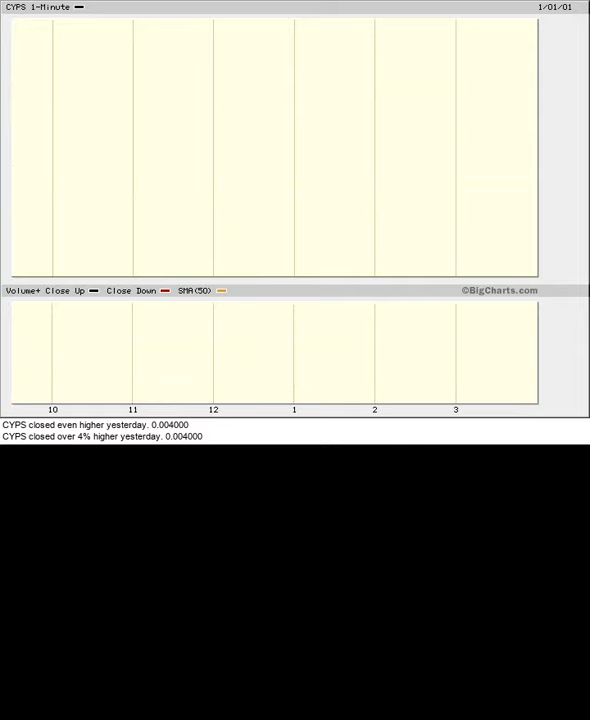 CYPS 1-Minute 1/01/01
Volume+ Close Up Close Down SMA(50) ©BigCharts.com
10 11 12 1 2 3
CYPS closed even higher yesterday. 0.004000
CYPS closed over 4% higher yesterday. 0.004000